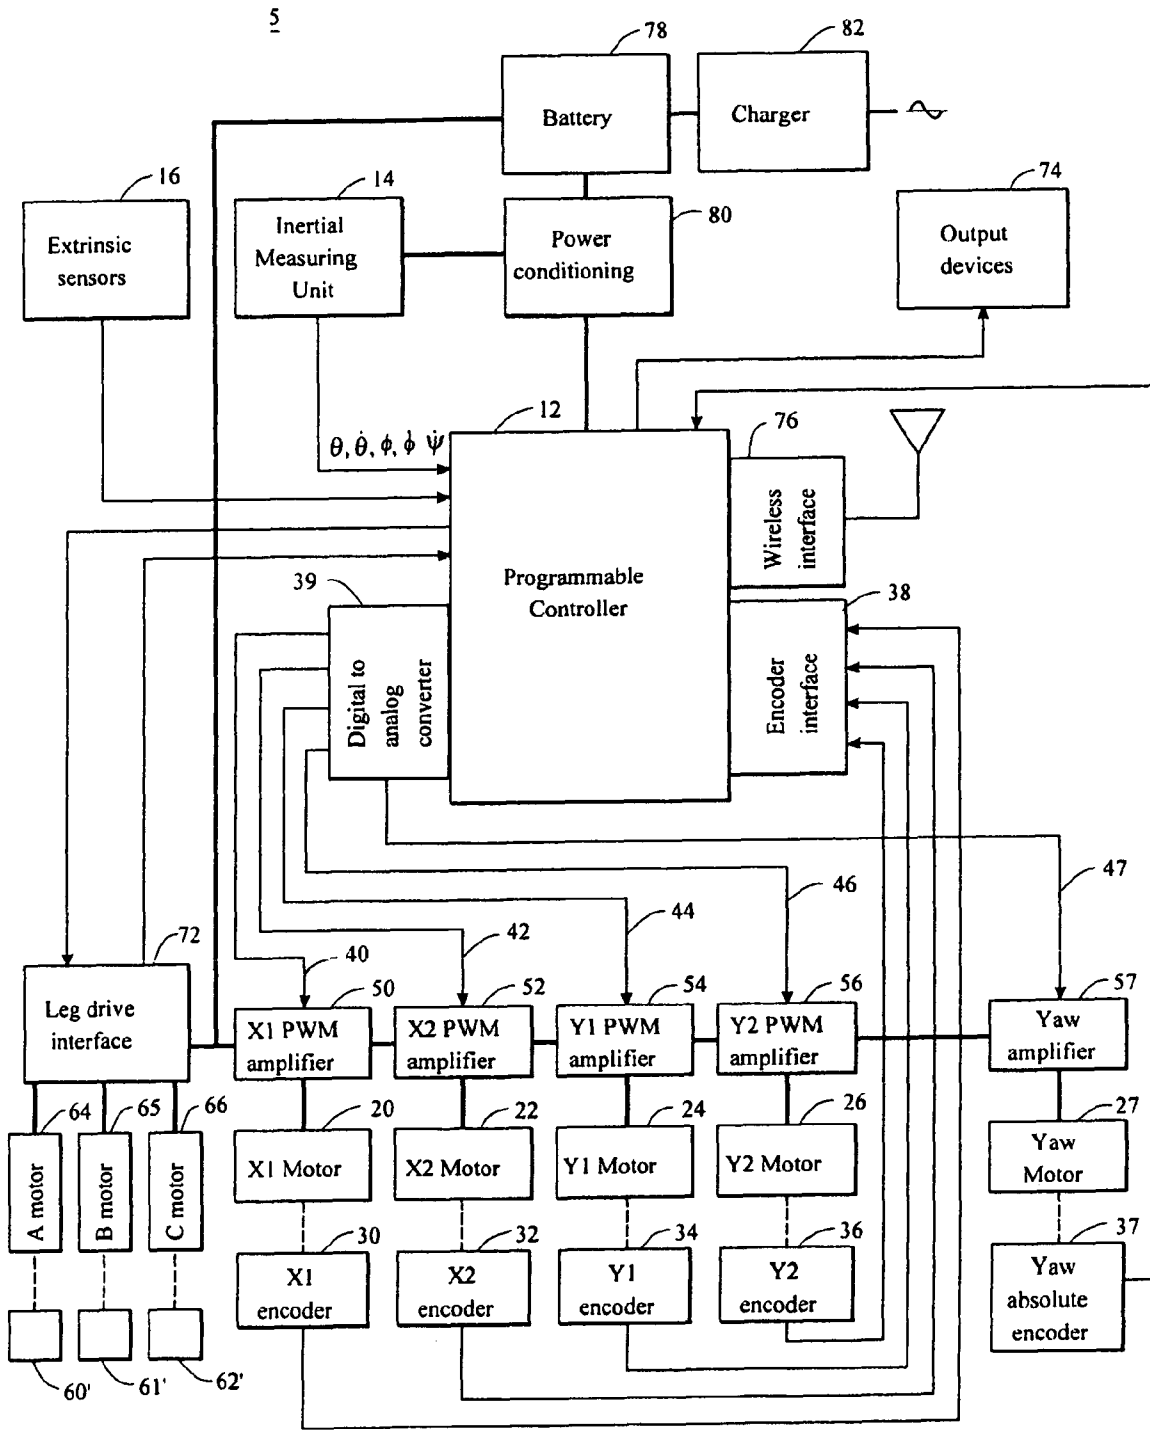 5
78
82
Battery
Charger
16
14
74
80
Extrinsic
sensors
Inertial
Measuring
Unit
Power
conditioning
Output
devices
12
76
θ, θ̇, ϕ, ϕ̇ ψ̇
Wireless
interface
39
38
Programmable
Controller
Digital to
analog
converter
Encoder
interface
47
46
44
42
40
72
50
52
54
56
57
Leg drive
interface
X1 PWM
amplifier
X2 PWM
amplifier
Y1 PWM
amplifier
Y2 PWM
amplifier
Yaw
amplifier
64
65
66
20
22
24
26
27
A motor
B motor
C motor
X1 Motor
X2 Motor
Y1 Motor
Y2 Motor
Yaw
Motor
30
32
34
36
37
X1
encoder
X2
encoder
Y1
encoder
Y2
encoder
Yaw
absolute
encoder
60'
61'
62'